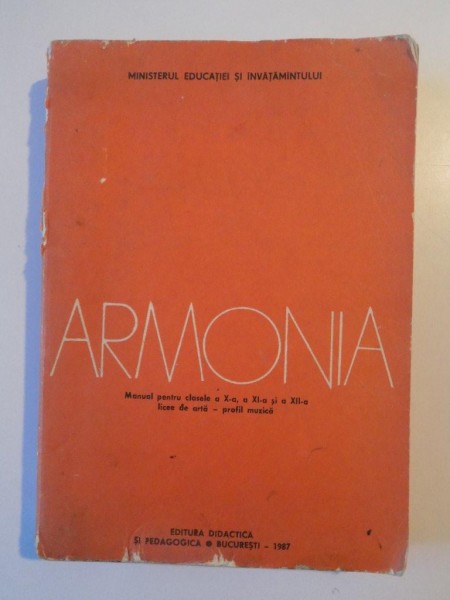 MINISTERUL EDUCAȚIEI ȘI ÎNVĂȚĂMÎNTULUI
ARMONIA
Manual pentru clasele a X-a, a XI-a și a XII-a
licee de artă – profil muzică
EDITURA DIDACTICĂ
ȘI PEDAGOGICĂ ● BUCUREȘTI – 1987